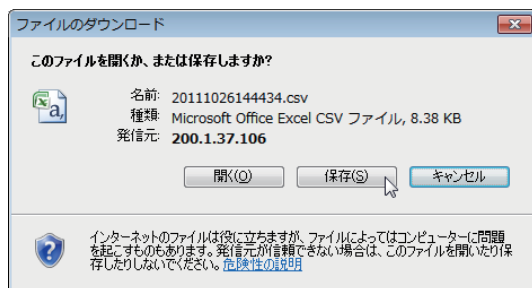 ファイルのダウンロード
このファイルを開くか、または保存しますか?
名前: 20111026144434.csv
種類: Microsoft Office Excel CSV ファイル, 8.38 KB
発信元: 200.1.37.106
開く(O) 保存(S) キャンセル
インターネットのファイルは役に立ちますが、ファイルによってはコンピューターに問題
を起こすものもあります。発信元が信頼できない場合は、このファイルを開いたり保
存したりしないでください。危険性の説明